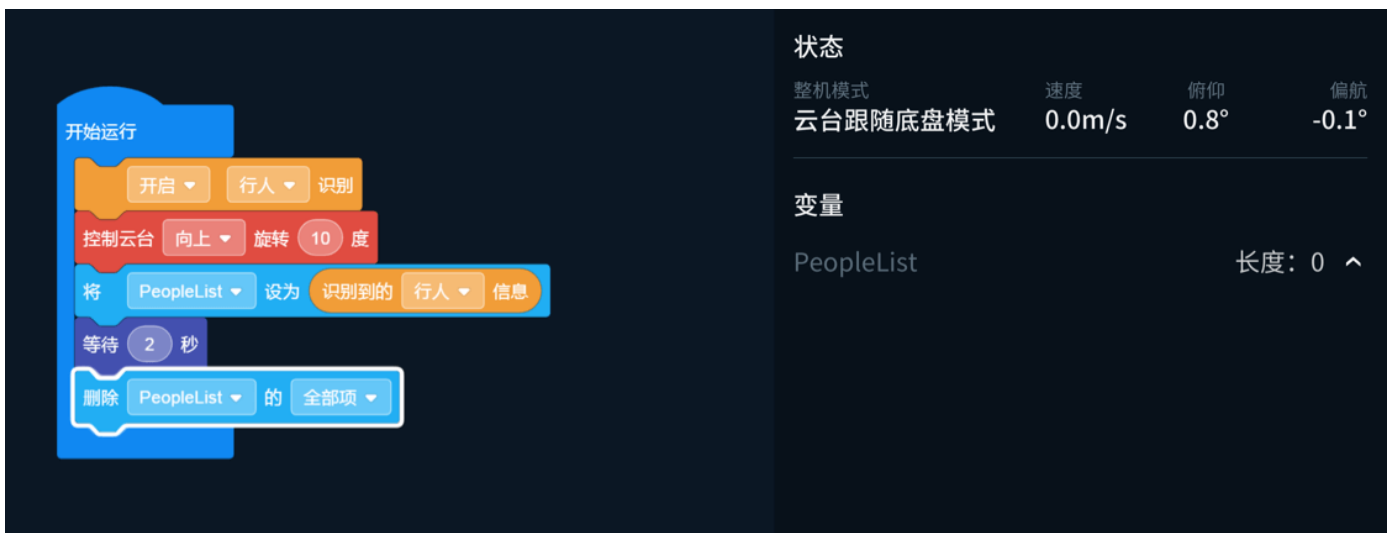 开始运行
开启 行人 识别
控制云台 向上 旋转 10 度
将 PeopleList 设为 识别到的 行人 信息
等待 2 秒
删除 PeopleList 的 全部项
状态
整机模式 速度 俯仰 偏航
云台跟随底盘模式 0.0m/s 0.8° -0.1°
变量
PeopleList 长度：0